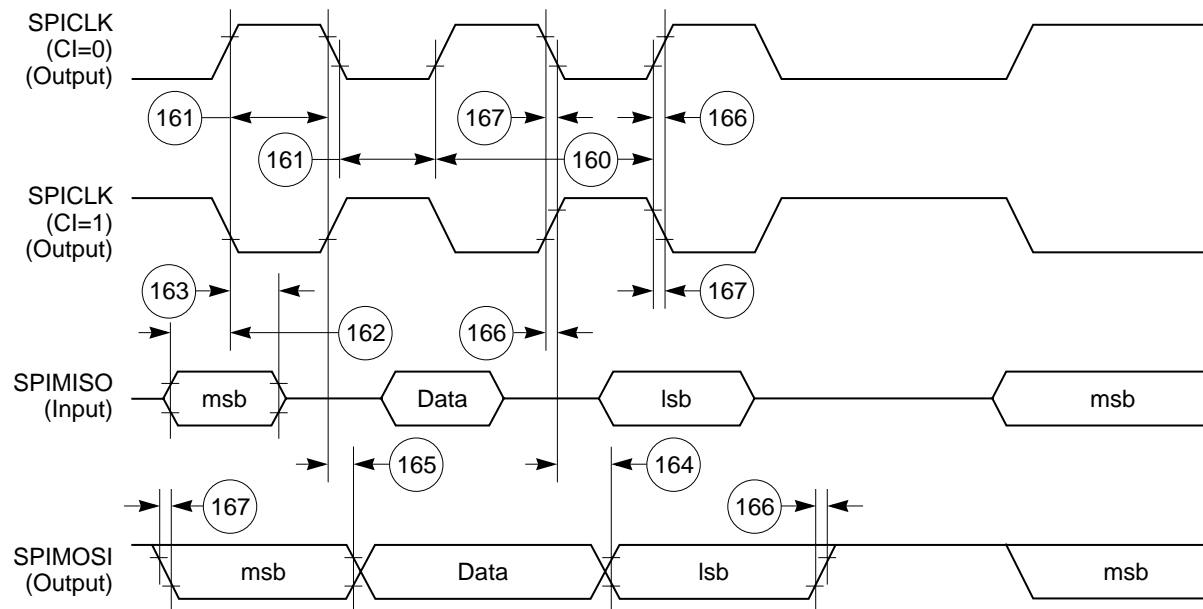 SPICLK
(CI=0)
(Output)
161
167
166
161
160
SPICLK
(CI=1)
(Output)
163
167
162
166
SPIMISO
(Input)
msb
Data
lsb
msb
165
164
167
166
SPIMOSI
(Output)
msb
Data
lsb
msb